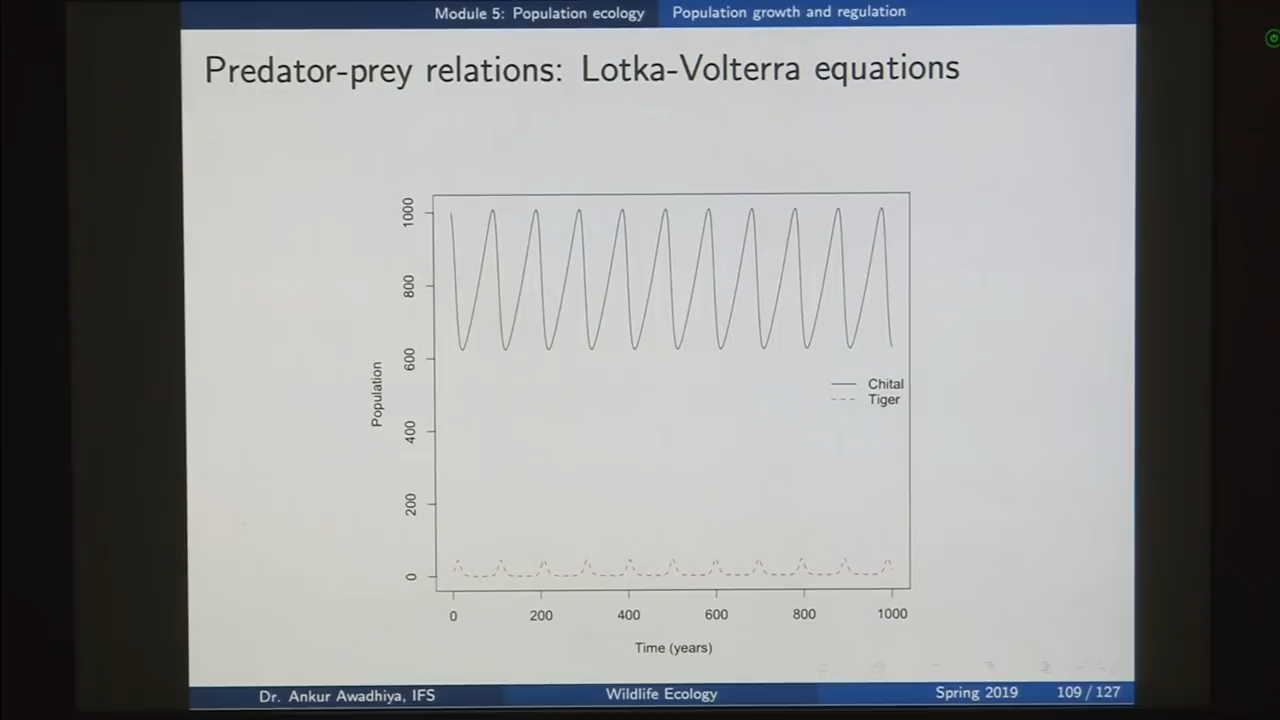 Module 5: Population ecology Population growth and regulation
Predator-prey relations: Lotka-Volterra equations
1000
800
600
400
200
0
Population
Chital
Tiger
0 200 400 600 800 1000
Time (years)
Dr. Ankur Awadhiya, IFS Wildlife Ecology Spring 2019 109 / 127